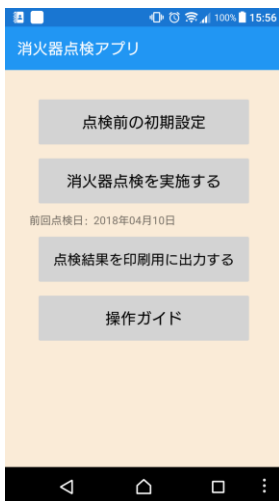 100% 15:56
消火器点検アプリ
点検前の初期設定
消火器点検を実施する
前回点検日: 2018年04月10日
点検結果を印刷用に出力する
操作ガイド